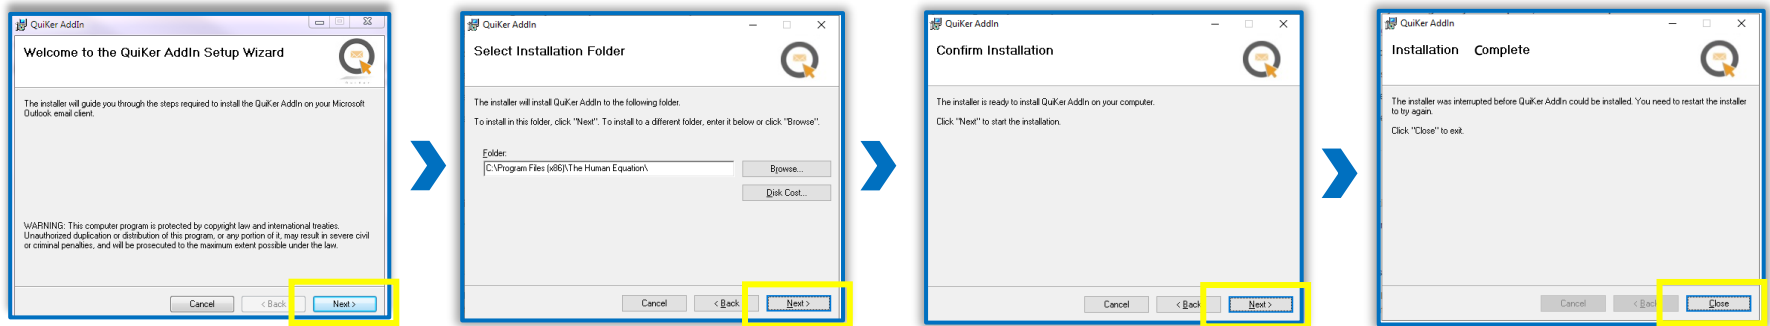 QuiKer AddIn
Welcome to the QuiKer AddIn Setup Wizard
The installer will guide you through the steps required to install the QuiKer AddIn on your Microsoft
Outlook email client.
WARNING: This computer program is protected by copyright law and international treaties.
Unauthorized duplication or distribution of this program, or any portion of it, may result in severe civil
or criminal penalties, and will be prosecuted to the maximum extent possible under the law.
Cancel
< Back
Next >
QuiKer AddIn
Select Installation Folder
The installer will install QuiKer AddIn to the following folder.
To install in this folder, click "Next". To install to a different folder, enter it below or click "Browse".
Folder:
C:\Program Files (x86)\The Human Equation\
Browse...
Disk Cost...
Cancel
< Back
Next >
QuiKer AddIn
Confirm Installation
The installer is ready to install QuiKer AddIn on your computer.
Click "Next" to start the installation.
Cancel
< Back
Next >
QuiKer AddIn
Installation Complete
The installer was interrupted before QuiKer AddIn could be installed. You need to restart the installer
to try again.
Click "Close" to exit.
Cancel
< Back
Close